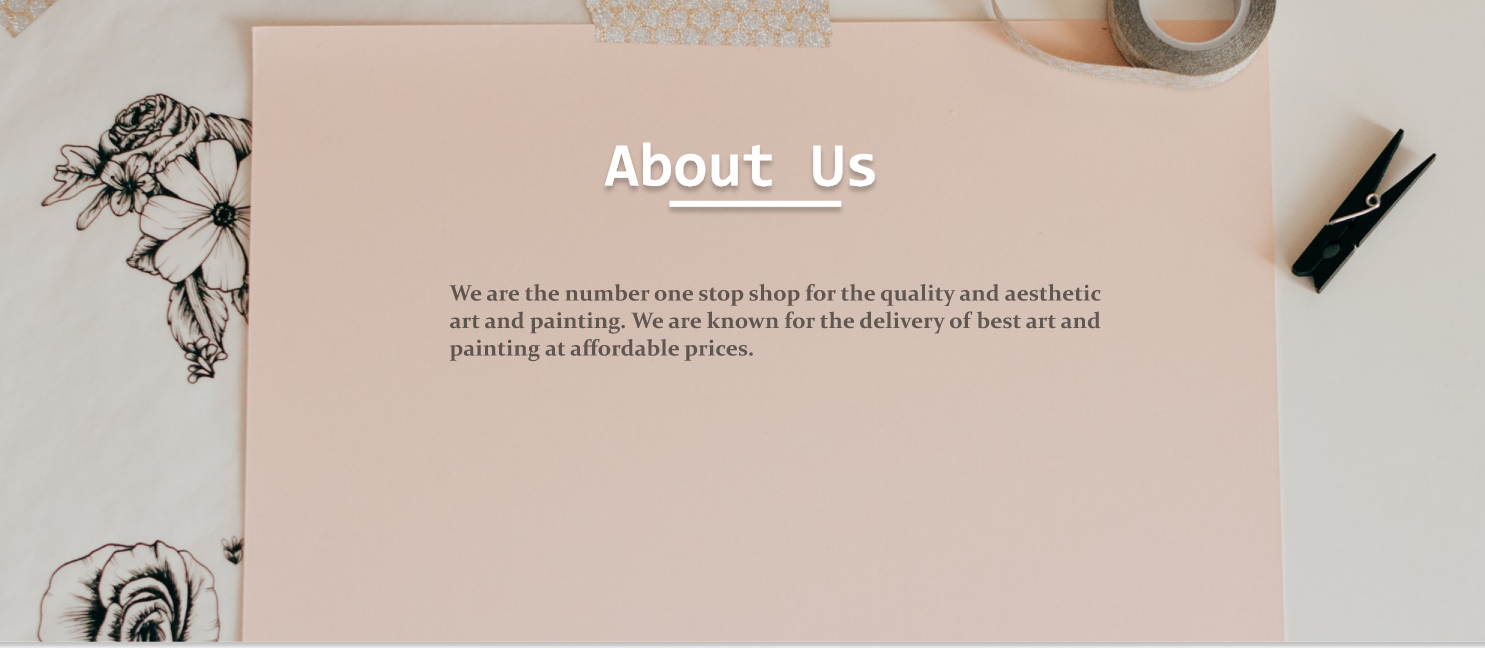 About Us
We are the number one stop shop for the quality and aesthetic
art and painting. We are known for the delivery of best art and
painting at affordable prices.